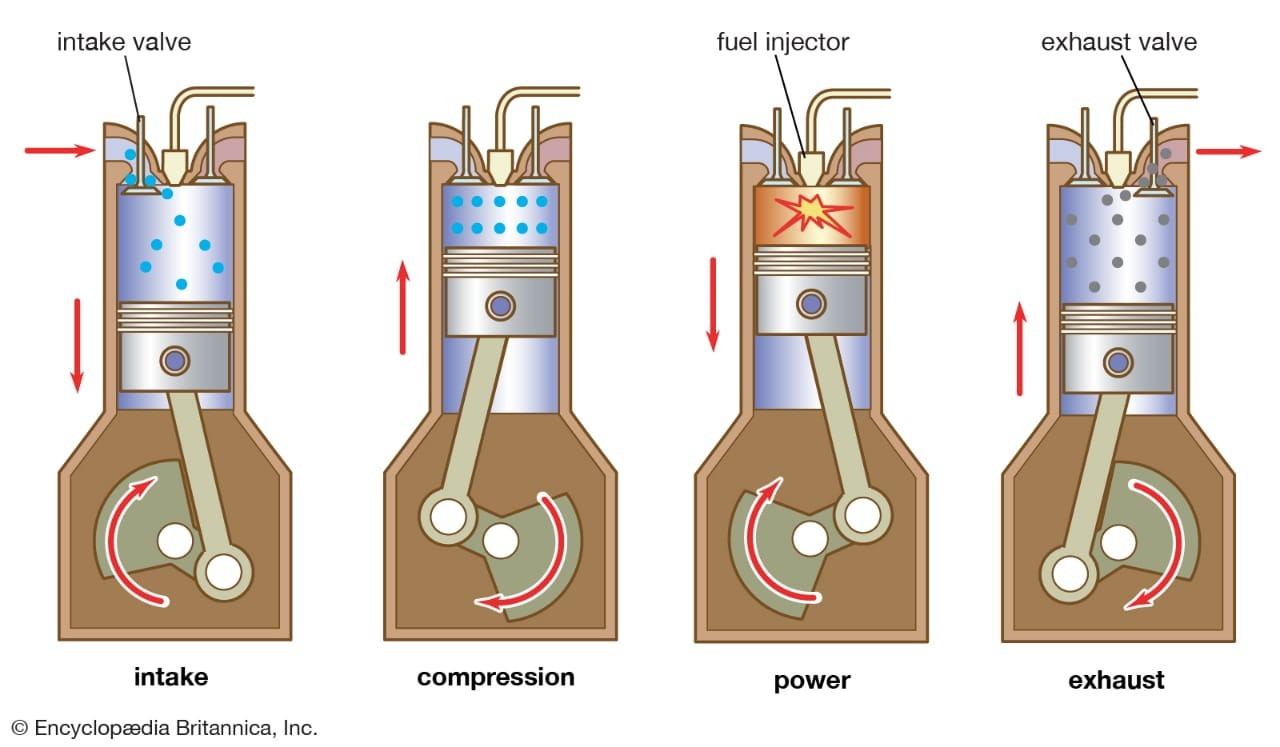 intake valve
fuel injector
exhaust valve
intake
compression
power
exhaust
© Encyclopædia Britannica, Inc.